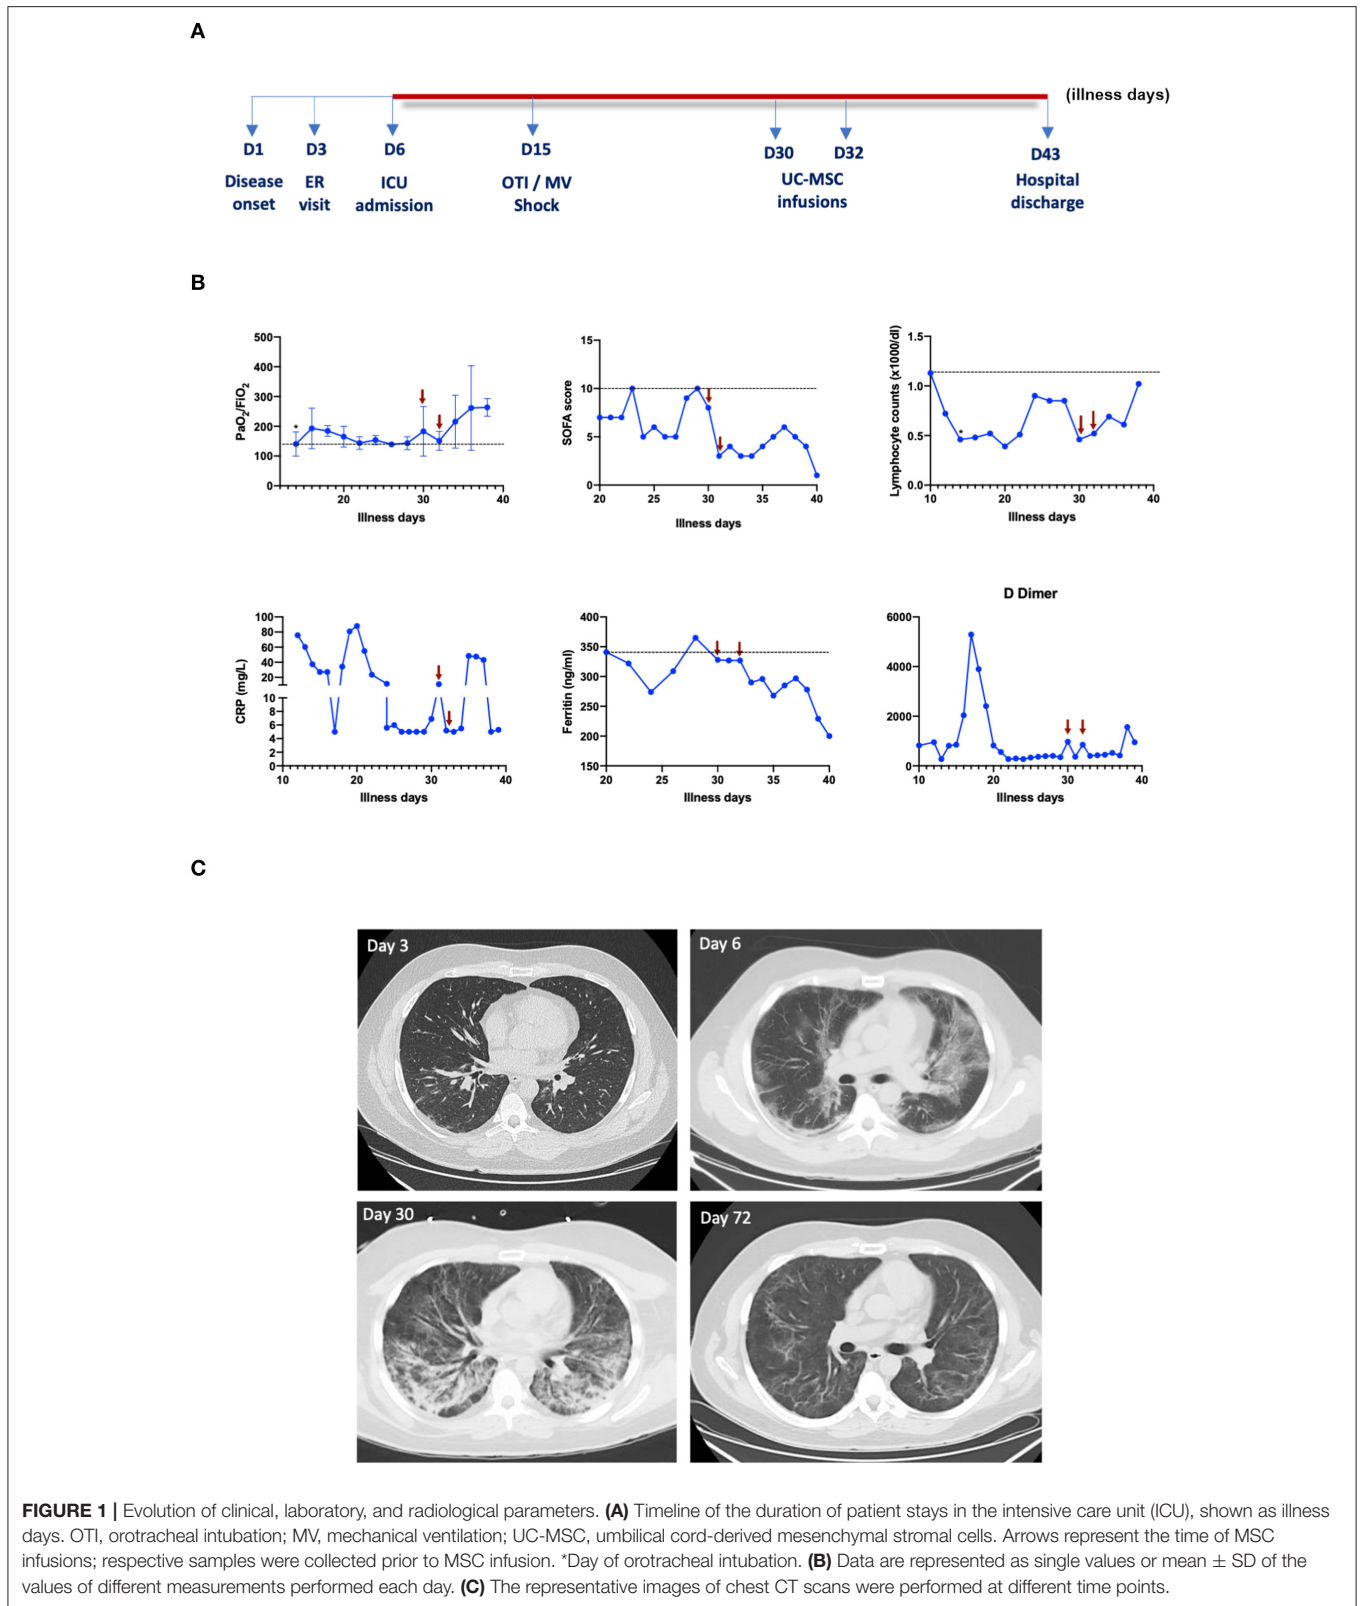 A
(illness days)
D1 D3 D6 D15 D30 D32 D43
Disease onset
ER visit
ICU admission
OTI / MV Shock
UC-MSC infusions
Hospital discharge
B
PaO2/FiO2
500
400
300
200
100
0
*
20 30 40
Illness days
SOFA score
15
10
5
0
20 25 30 35 40
Illness days
Lymphocyte counts (x1000/dl)
1.5
1.0
0.5
0.0
*
10 20 30 40
Illness days
CRP (mg/L)
100
80
60
40
20
10
8
6
4
2
0
10 20 30 40
Illness days
Ferritin (ng/ml)
400
350
300
250
200
150
20 25 30 35 40
Illness days
D Dimer
6000
4000
2000
0
10 20 30 40
Illness days
C
Day 3
Day 6
Day 30
Day 72
FIGURE 1 | Evolution of clinical, laboratory, and radiological parameters. (A) Timeline of the duration of patient stays in the intensive care unit (ICU), shown as illness
days. OTI, orotracheal intubation; MV, mechanical ventilation; UC-MSC, umbilical cord-derived mesenchymal stromal cells. Arrows represent the time of MSC
infusions; respective samples were collected prior to MSC infusion. *Day of orotracheal intubation. (B) Data are represented as single values or mean ± SD of the
values of different measurements performed each day. (C) The representative images of chest CT scans were performed at different time points.